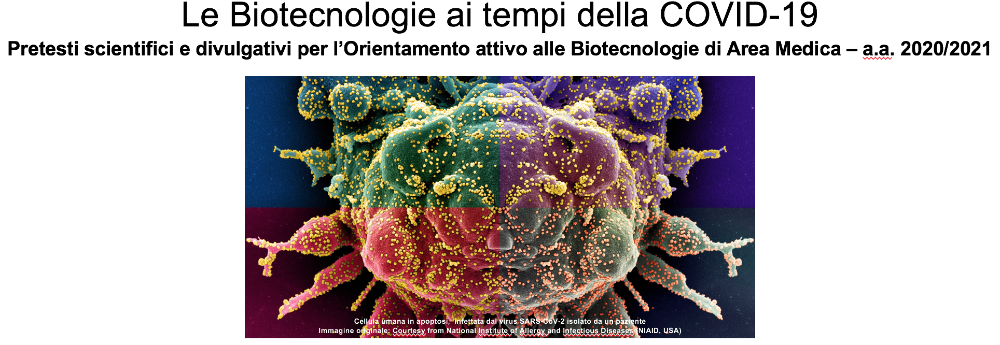 Le Biotecnologie ai tempi della COVID-19
Pretesti scientifici e divulgativi per l’Orientamento attivo alle Biotecnologie di Area Medica – a.a. 2020/2021
Cellula umana in apoptosi, infettata dal virus SARS-CoV-2 isolato da un paziente
Immagine originale: Courtesy from National Institute of Allergy and Infectious Diseases (NIAID, USA)